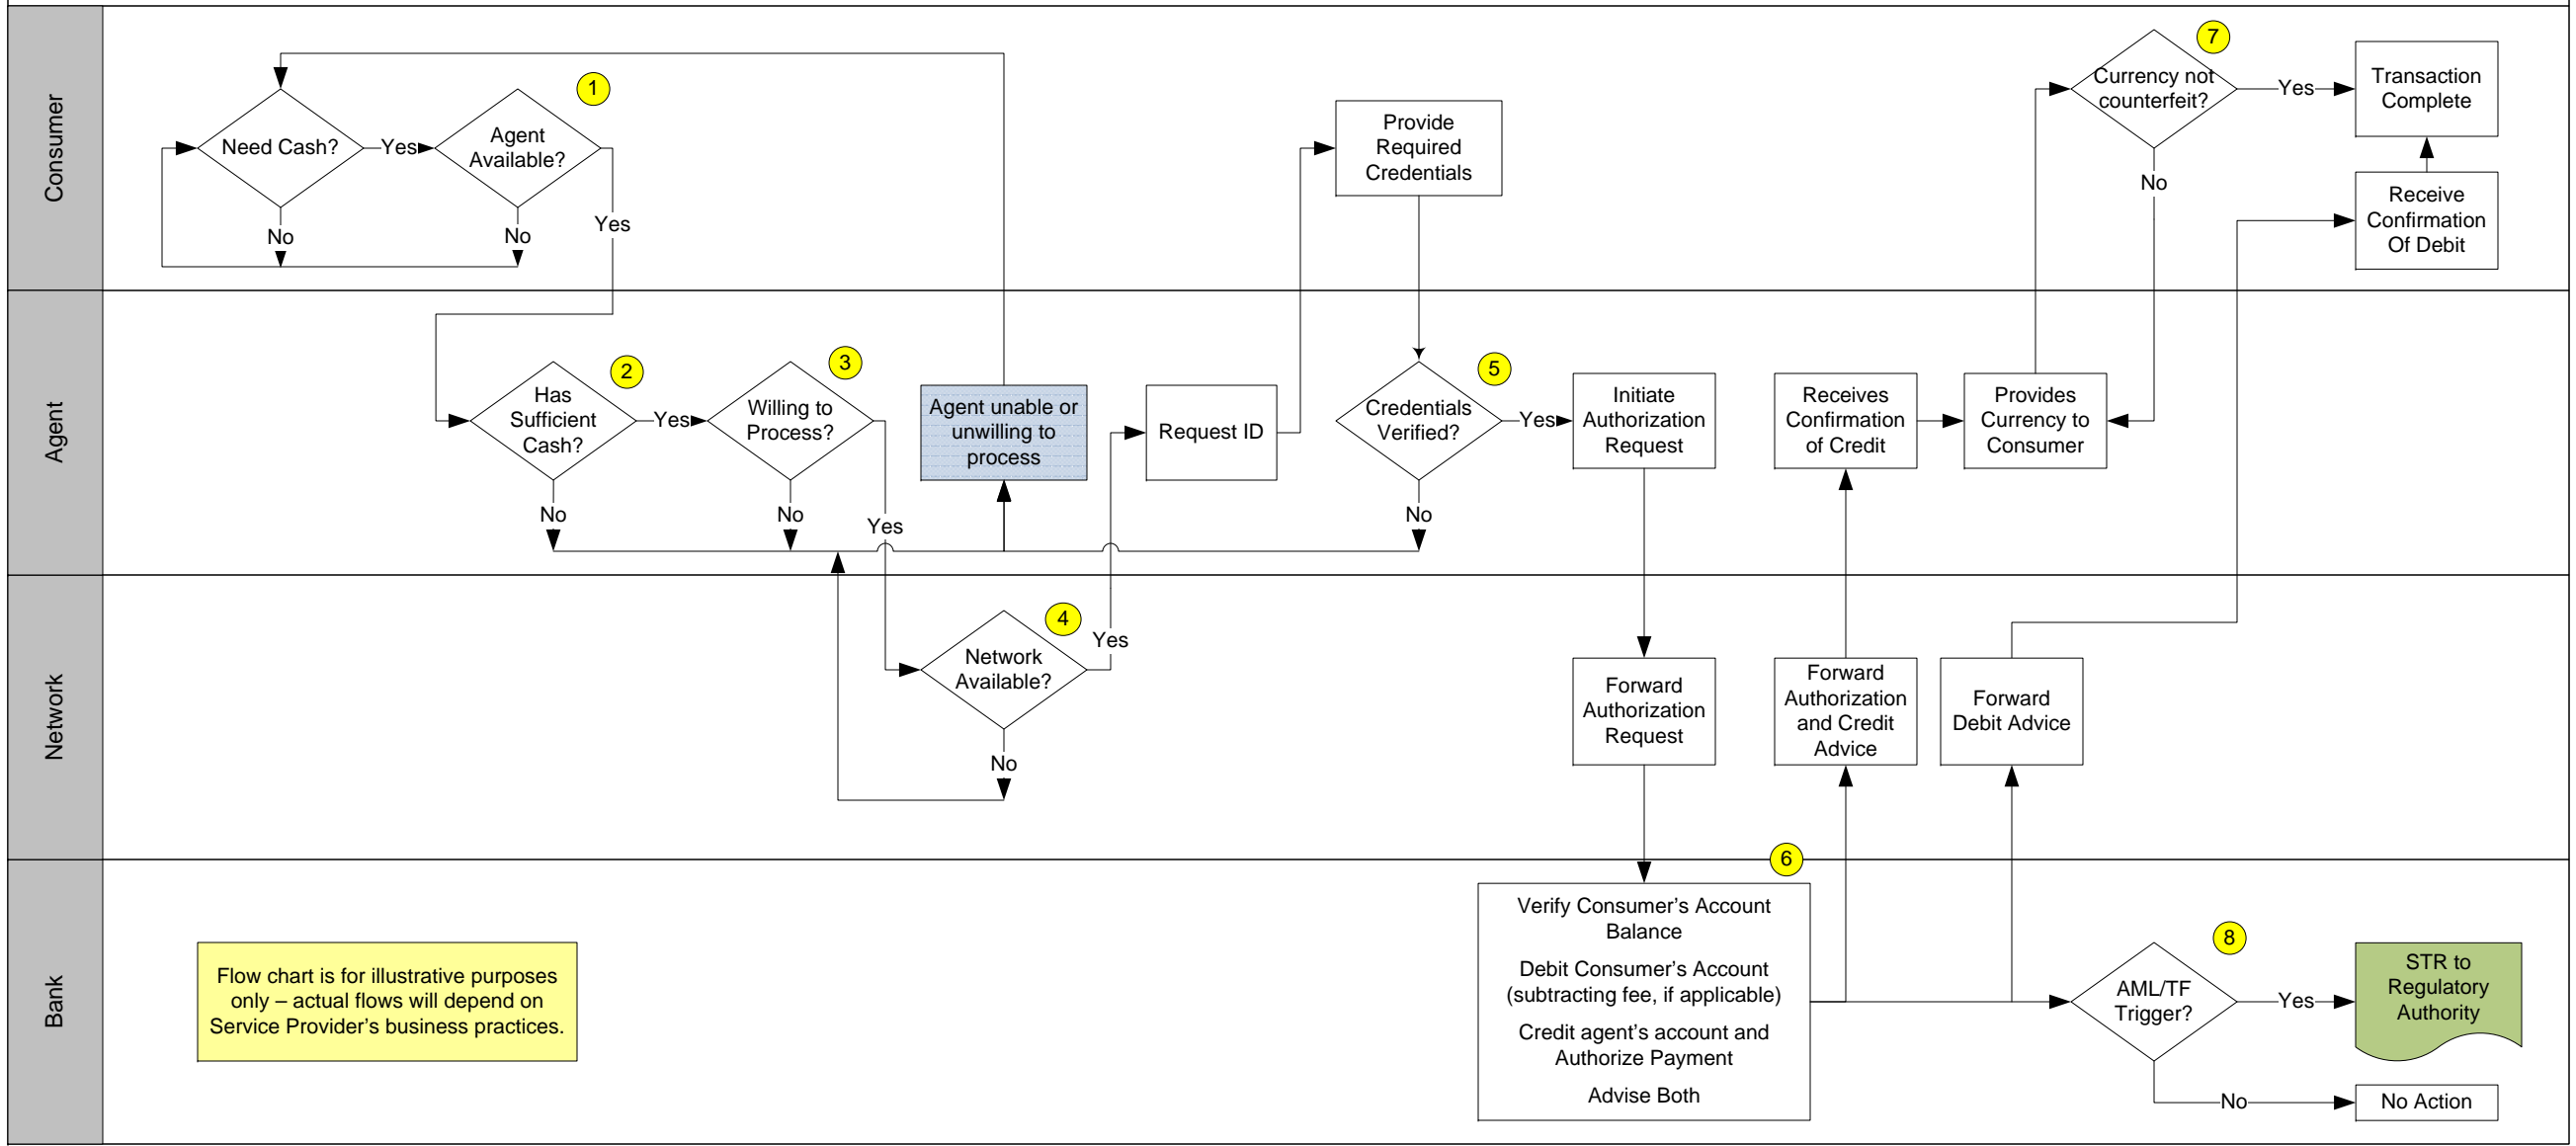 Consumer
Need Cash?
Yes
No
1
Agent
Available?
Yes
No
Provide
Required
Credentials
7
Currency not
counterfeit?
Yes
No
Transaction
Complete
Receive
Confirmation
Of Debit
Agent
2
Has
Sufficient
Cash?
Yes
No
3
Willing to
Process?
Yes
No
Agent unable or
unwilling to
process
Request ID
5
Credentials
Verified?
Yes
No
Initiate
Authorization
Request
Receives
Confirmation
of Credit
Provides
Currency to
Consumer
Network
4
Network
Available?
Yes
No
Forward
Authorization
Request
Forward
Authorization
and Credit
Advice
Forward
Debit Advice
Bank
Flow chart is for illustrative purposes
only – actual flows will depend on
Service Provider’s business practices.
6
Verify Consumer’s Account
Balance
Debit Consumer’s Account
(subtracting fee, if applicable)
Credit agent’s account and
Authorize Payment
Advise Both
8
AML/TF
Trigger?
Yes
No
STR to
Regulatory
Authority
No Action